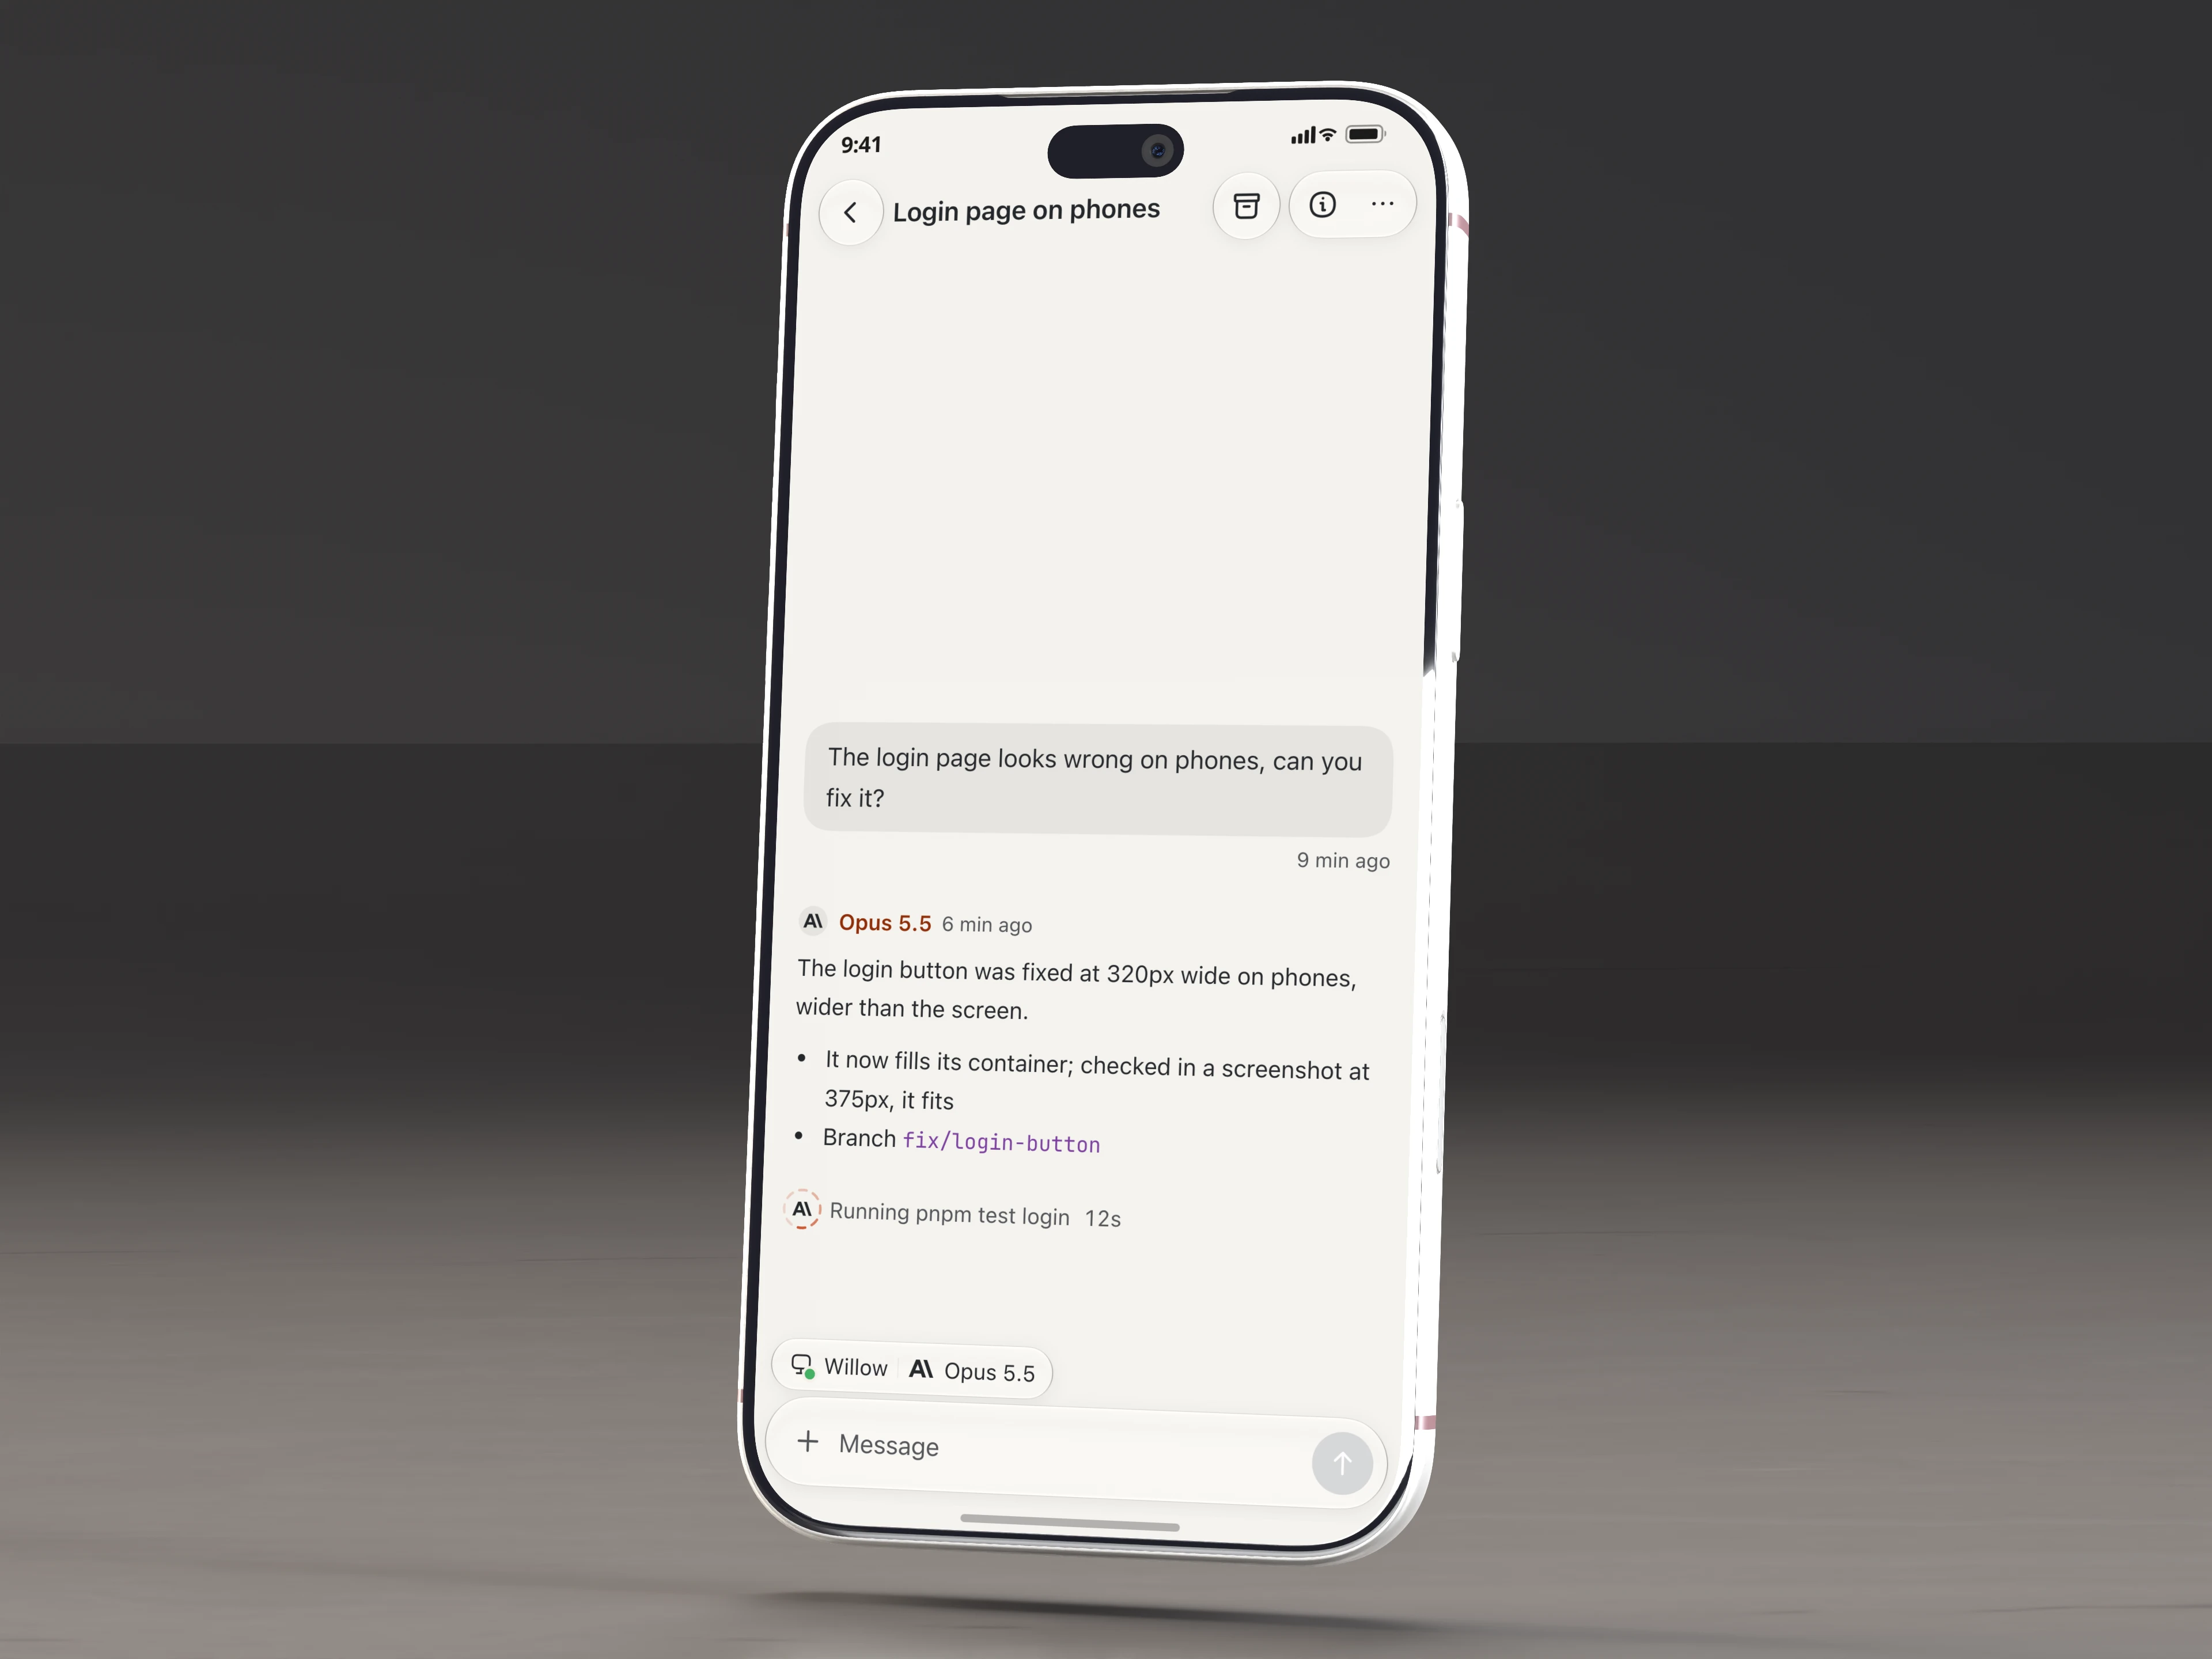 9:41
Login page on phones
The login page looks wrong on phones, can you
fix it?
9 min ago
Opus 5.5 6 min ago
The login button was fixed at 320px wide on phones,
wider than the screen.
• It now fills its container; checked in a screenshot at
375px, it fits
• Branch fix/login-button
Running pnpm test login 12s
Willow Opus 5.5
Message